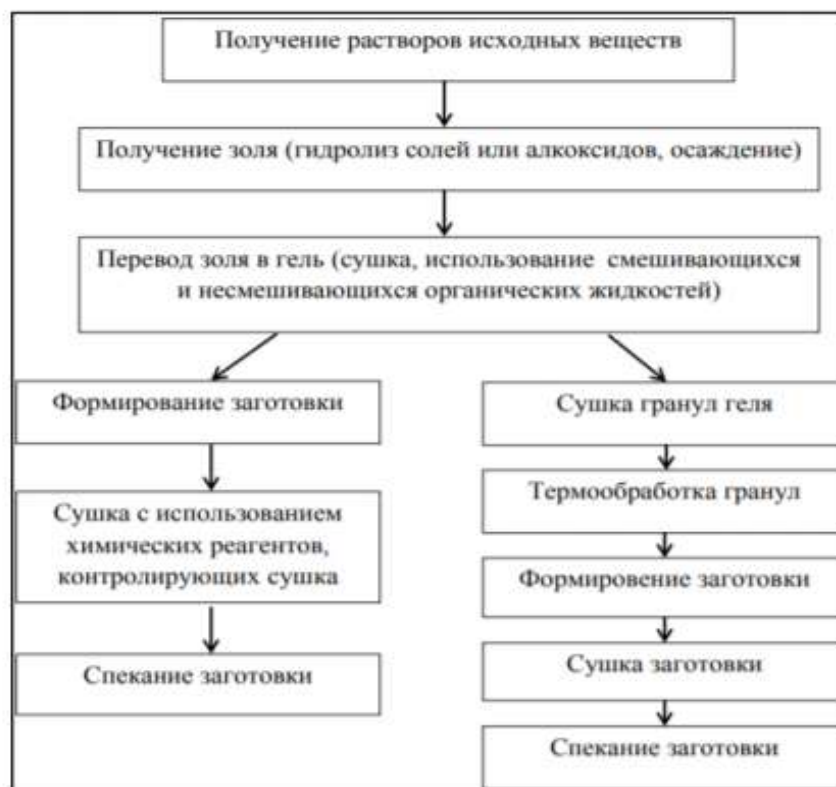 Получение растворов исходных веществ
Получение золя (гидролиз солей или алкоксидов, осаждение)
Перевод золя в гель (сушка, использование смешивающихся
и несмешивающихся органических жидкостей)
Формирование заготовки
Сушка с использованием
химических реагентов,
контролирующих сушка
Спекание заготовки
Сушка гранул геля
Термообработка гранул
Формировение заготовки
Сушка заготовки
Спекание заготовки